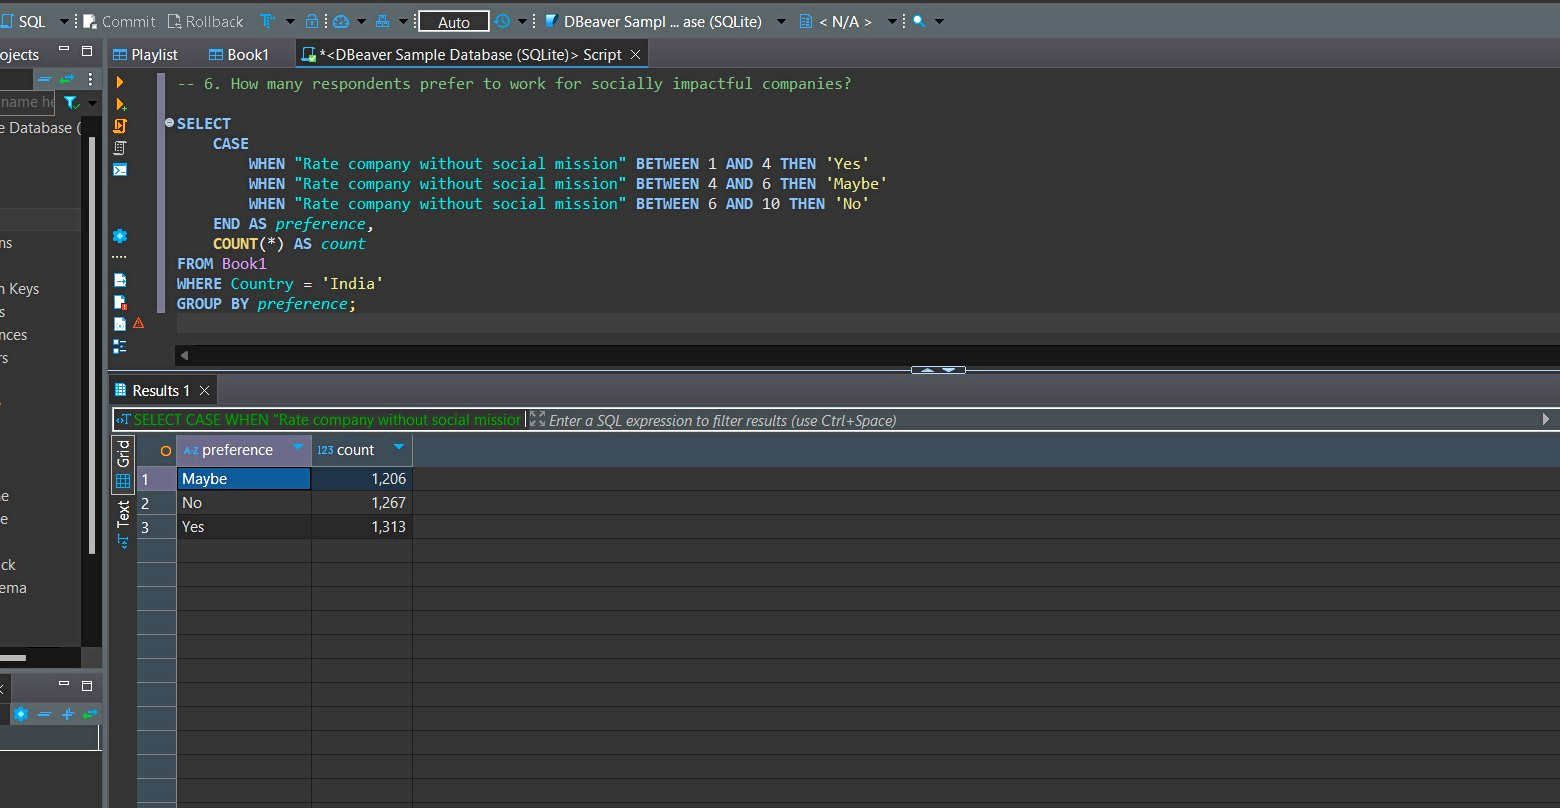 SQL Commit Rollback Auto DBeaver Sampl ... ase (SQLite) < N/A >
ojects
Playlist Book1 *<DBeaver Sample Database (SQLite)> Script
name he
e Database (
ns
n Keys
s
nces
rs
e
e
ck
ema
-- 6. How many respondents prefer to work for socially impactful companies?
SELECT
CASE
WHEN "Rate company without social mission" BETWEEN 1 AND 4 THEN 'Yes'
WHEN "Rate company without social mission" BETWEEN 4 AND 6 THEN 'Maybe'
WHEN "Rate company without social mission" BETWEEN 6 AND 10 THEN 'No'
END AS preference,
COUNT(*) AS count
FROM Book1
WHERE Country = 'India'
GROUP BY preference;
Results 1
SELECT CASE WHEN "Rate company without social mission Enter a SQL expression to filter results (use Ctrl+Space)
Grid
Text
A-Z preference 123 count
1 Maybe 1,206
2 No 1,267
3 Yes 1,313